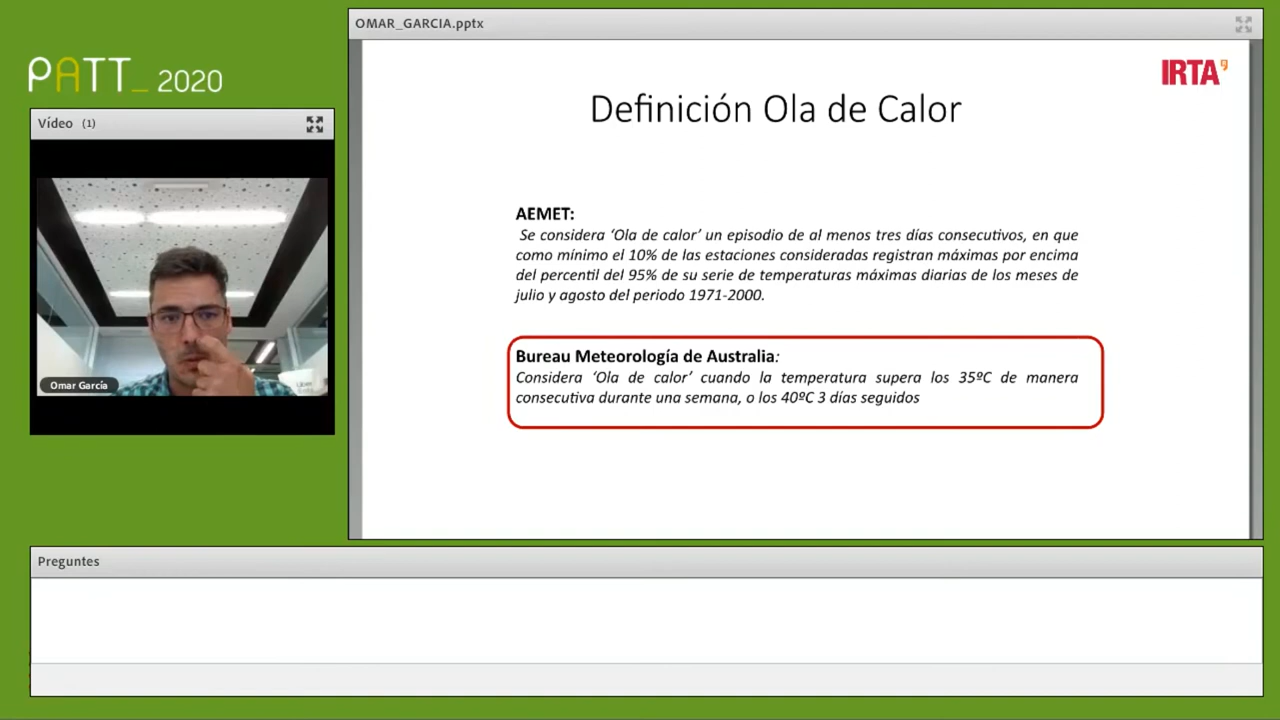 PATT_ 2020
Vídeo (1)
Omar García
OMAR_GARCIA.pptx
IRTA
Definición Ola de Calor
AEMET:
Se considera ‘Ola de calor’ un episodio de al menos tres días consecutivos, en que
como mínimo el 10% de las estaciones consideradas registran máximas por encima
del percentil del 95% de su serie de temperaturas máximas diarias de los meses de
julio y agosto del periodo 1971-2000.
Bureau Meteorología de Australia:
Considera ‘Ola de calor’ cuando la temperatura supera los 35ºC de manera
consecutiva durante una semana, o los 40ºC 3 días seguidos
Preguntes